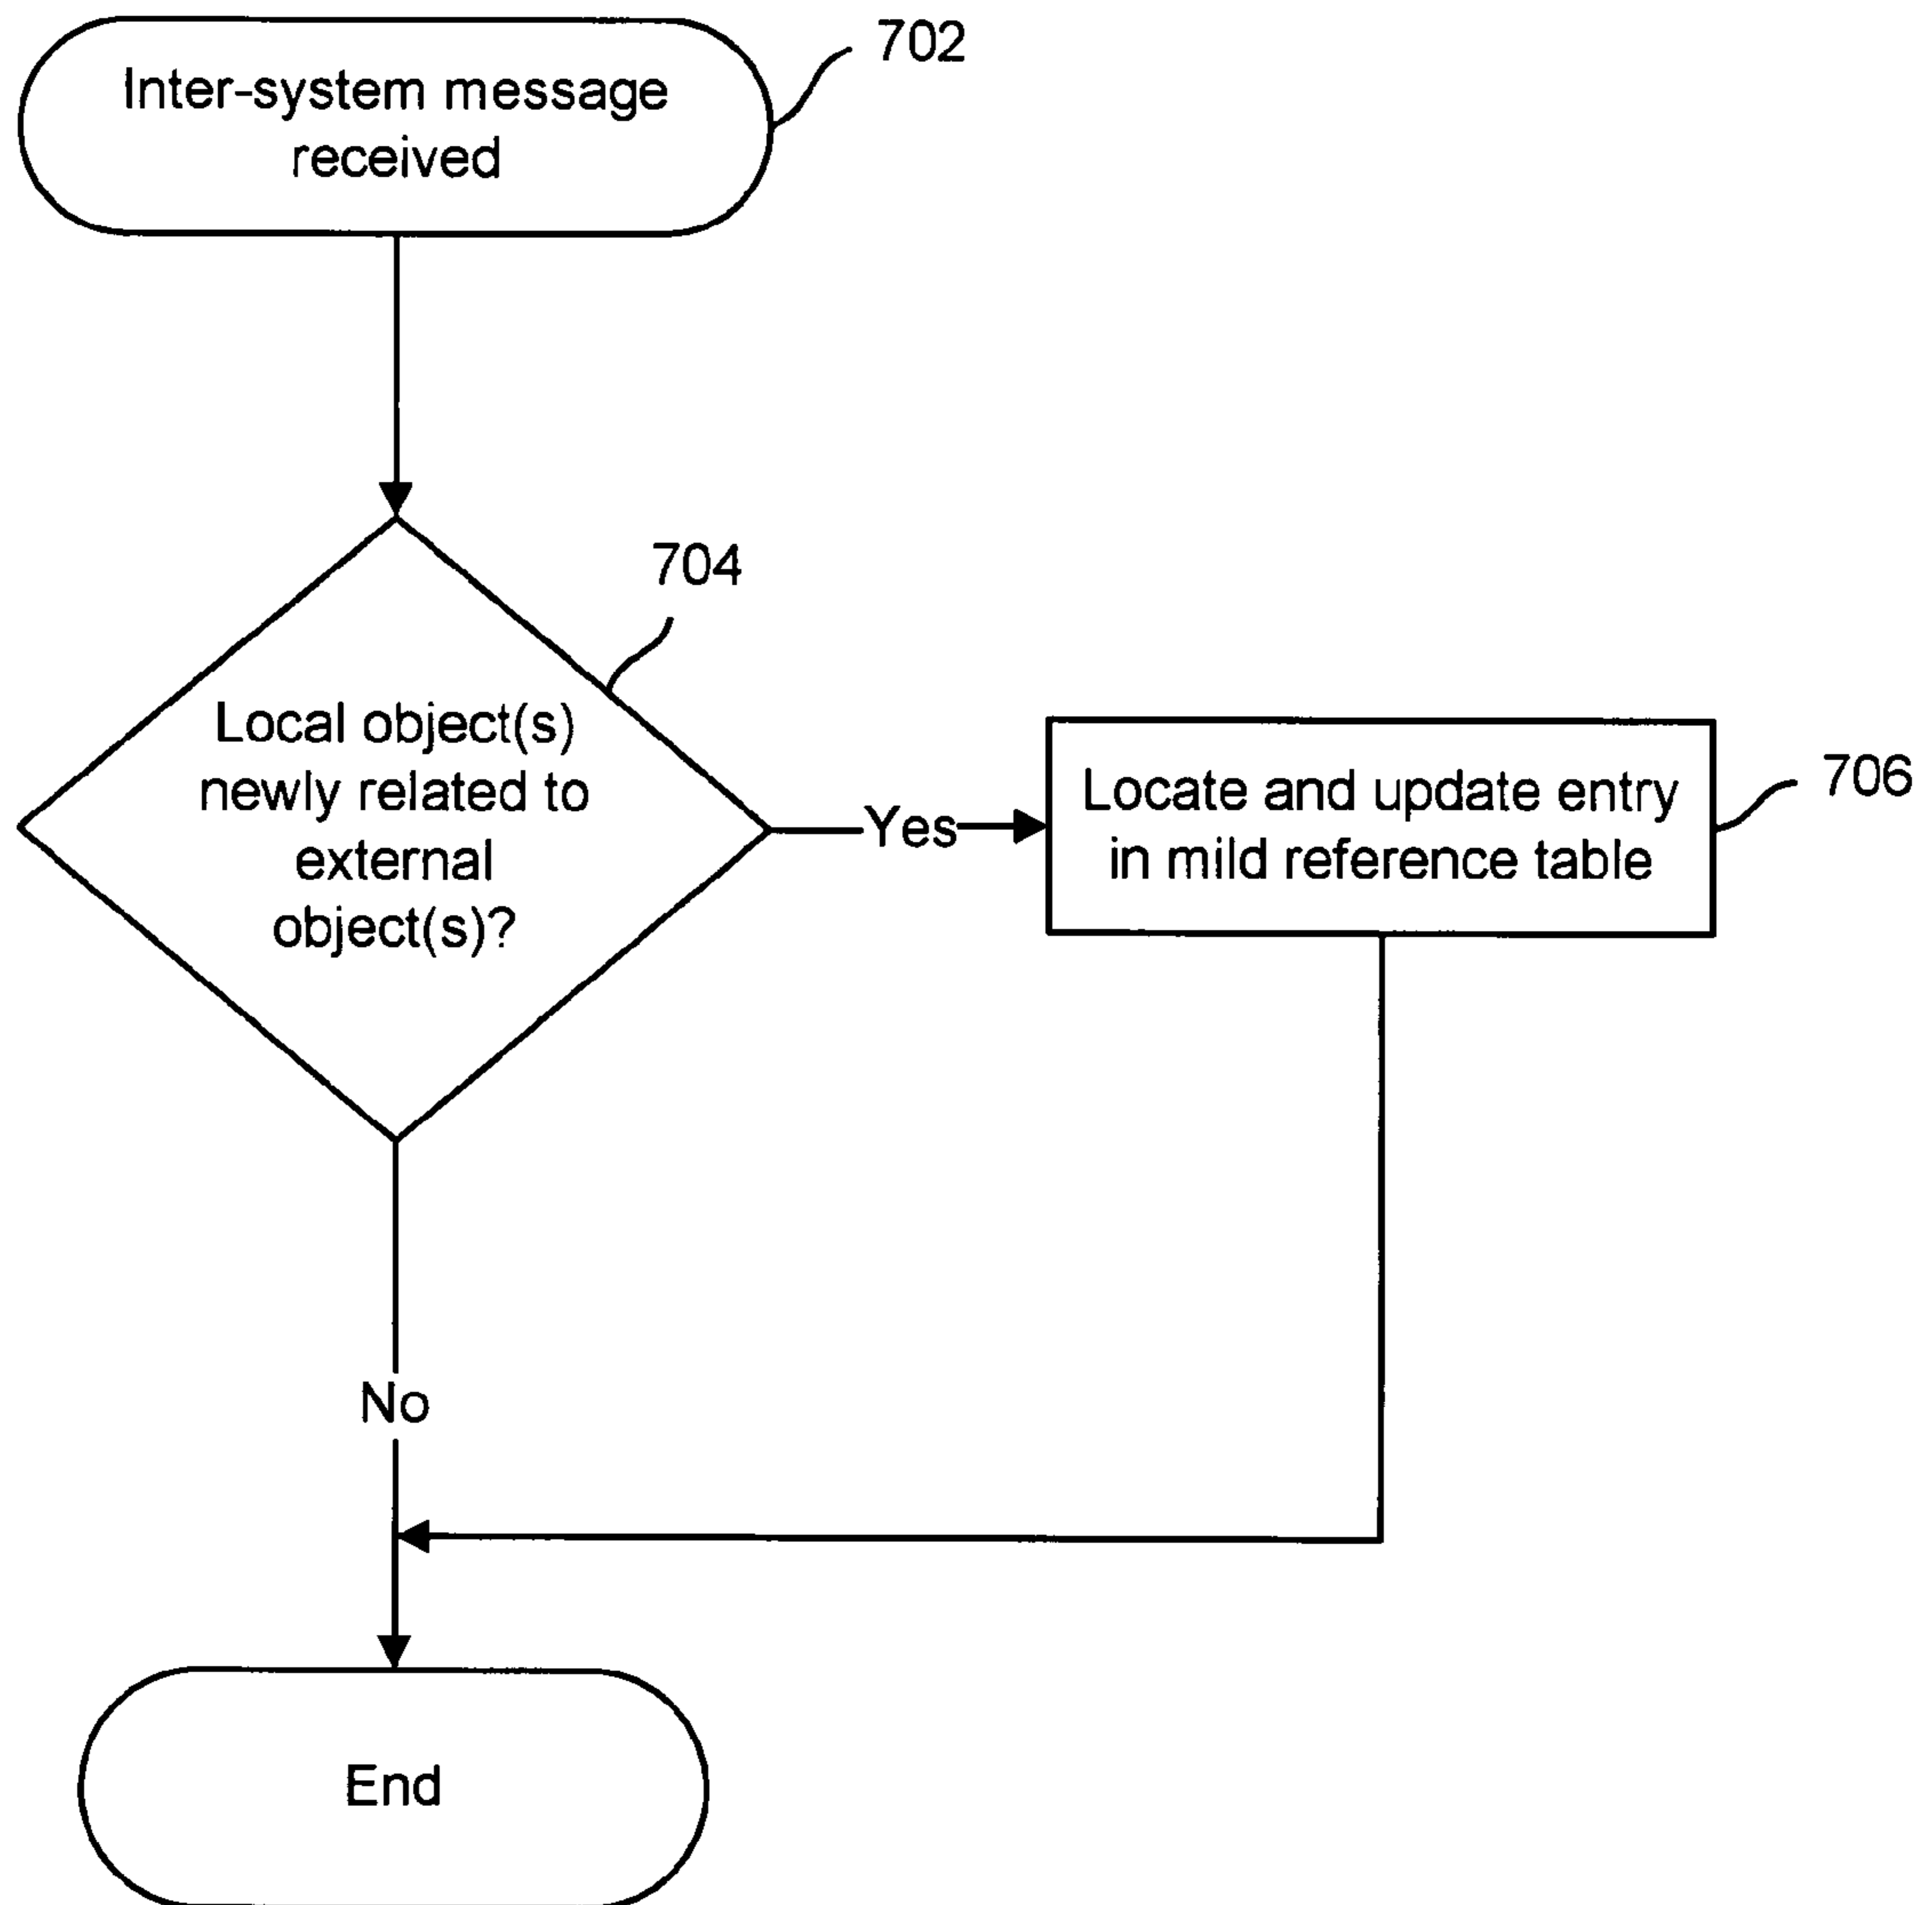 702
Inter-system message
received
704
Local object(s)
newly related to
external
object(s)?
Yes
Locate and update entry
in mild reference table
706
No
End